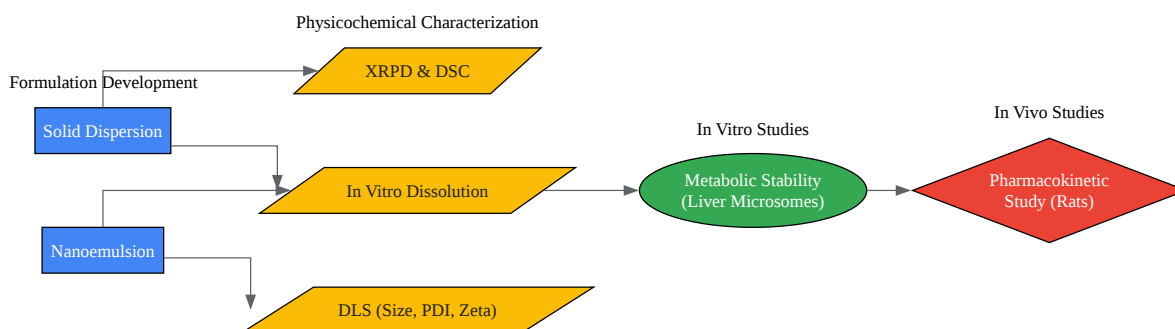 Physicochemical Characterization
XRPD & DSC
Formulation Development
Solid Dispersion
In Vitro Studies
In Vivo Studies
In Vitro Dissolution
Metabolic Stability
(Liver Microsomes)
Pharmacokinetic
Study (Rats)
Nanoemulsion
DLS (Size, PDI, Zeta)